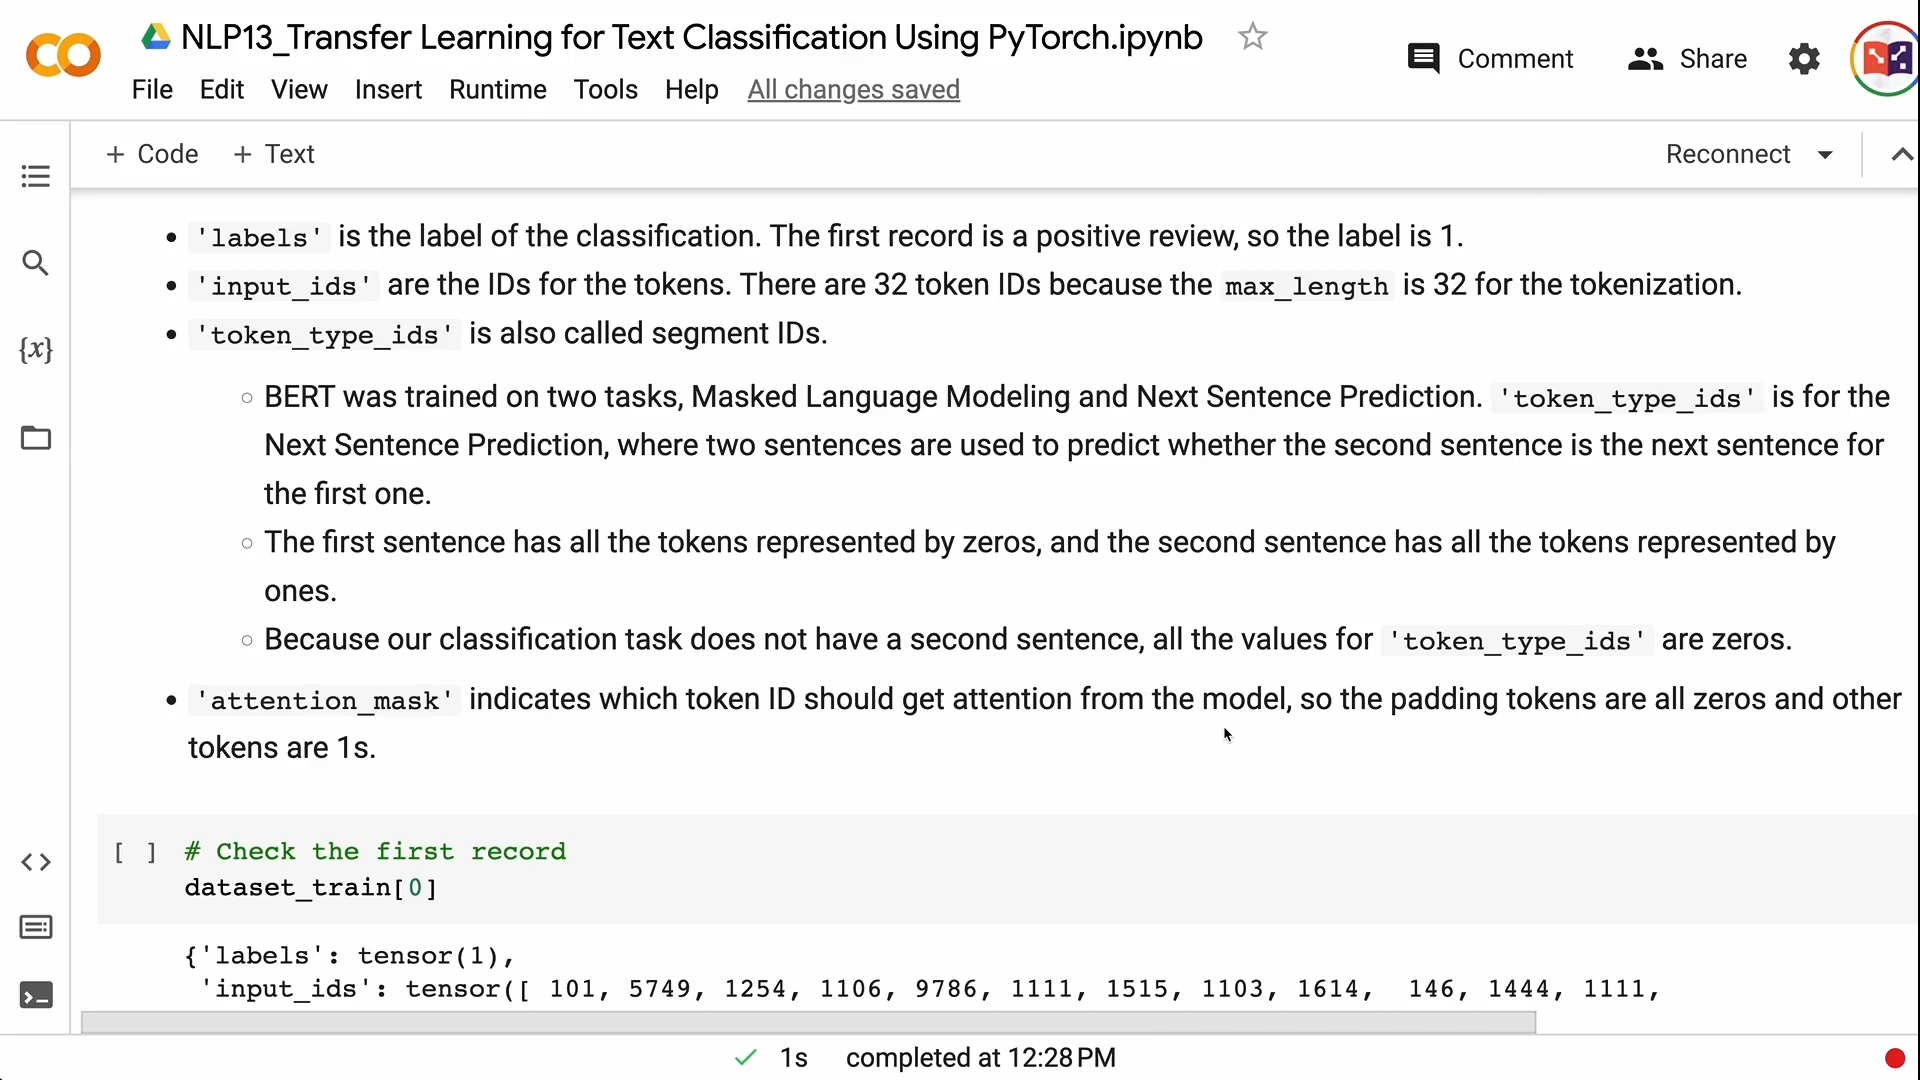 NLP13_Transfer Learning for Text Classification Using PyTorch.ipynb
Comment
Share
File Edit View Insert Runtime Tools Help All changes saved
+ Code + Text
Reconnect
• 'labels' is the label of the classification. The first record is a positive review, so the label is 1.
• 'input_ids' are the IDs for the tokens. There are 32 token IDs because the max_length is 32 for the tokenization.
• 'token_type_ids' is also called segment IDs.
○ BERT was trained on two tasks, Masked Language Modeling and Next Sentence Prediction. 'token_type_ids' is for the
Next Sentence Prediction, where two sentences are used to predict whether the second sentence is the next sentence for
the first one.
○ The first sentence has all the tokens represented by zeros, and the second sentence has all the tokens represented by
ones.
○ Because our classification task does not have a second sentence, all the values for 'token_type_ids' are zeros.
• 'attention_mask' indicates which token ID should get attention from the model, so the padding tokens are all zeros and other
tokens are 1s.
[ ] # Check the first record
dataset_train[0]
{'labels': tensor(1),
'input_ids': tensor([ 101, 5749, 1254, 1106, 9786, 1111, 1515, 1103, 1614, 146, 1444, 1111,
1s completed at 12:28 PM